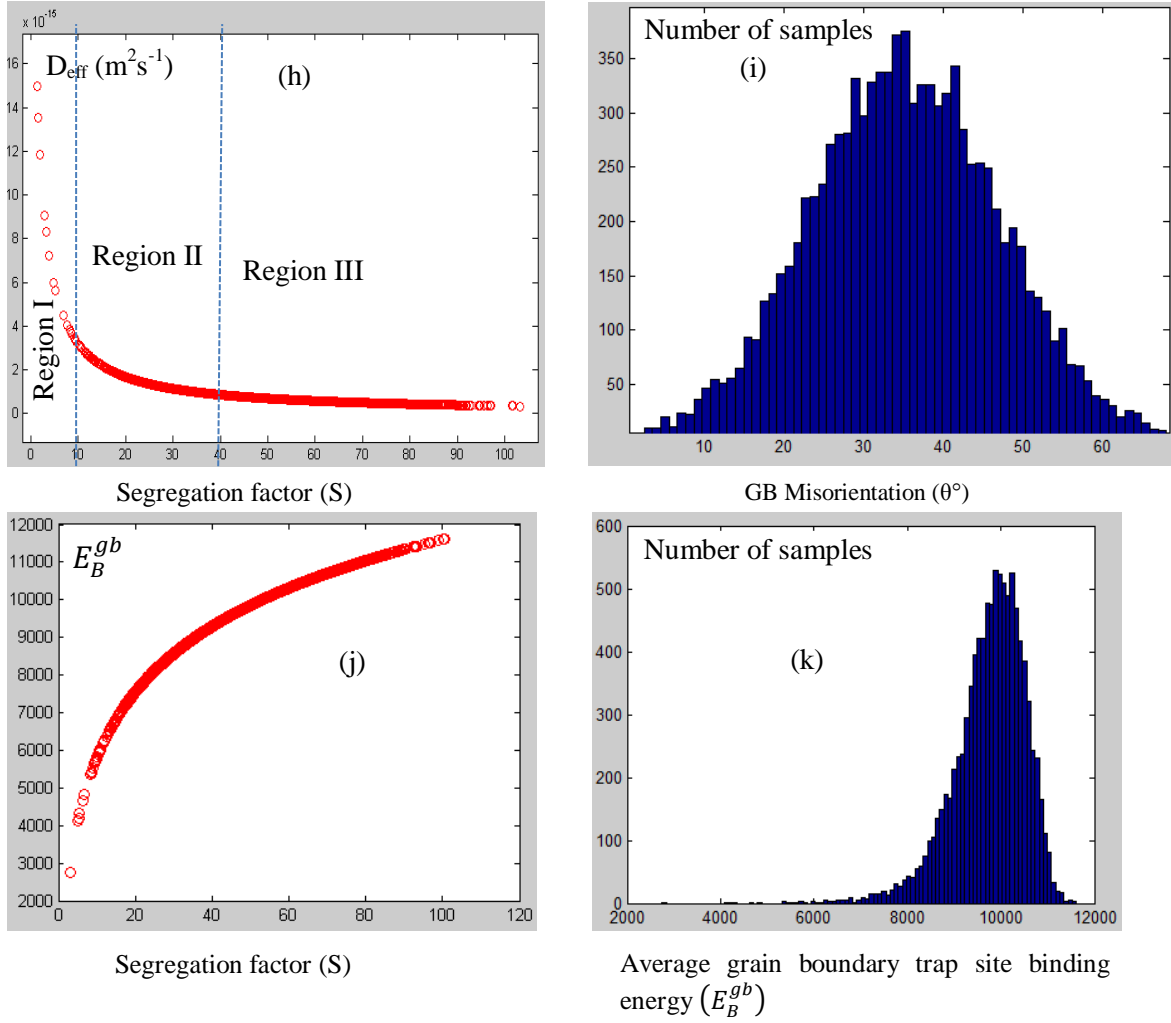 x 10^-15
D_eff (m²s⁻¹)
(h)
16
14
12
10
8
6
4
2
0
Region I
Region II
Region III
0 10 20 30 40 50 60 70 80 90 100
Segregation factor (S)
Number of samples
(i)
350
300
250
200
150
100
50
10 20 30 40 50 60
GB Misorientation (θ°)
12000
11000
10000
9000
8000
7000
6000
5000
4000
3000
2000
E_B^gb
(j)
0 20 40 60 80 100 120
Segregation factor (S)
600
500
400
300
200
100
0
Number of samples
(k)
2000 4000 6000 8000 10000 12000
Average grain boundary trap site binding
energy (E_B^gb)